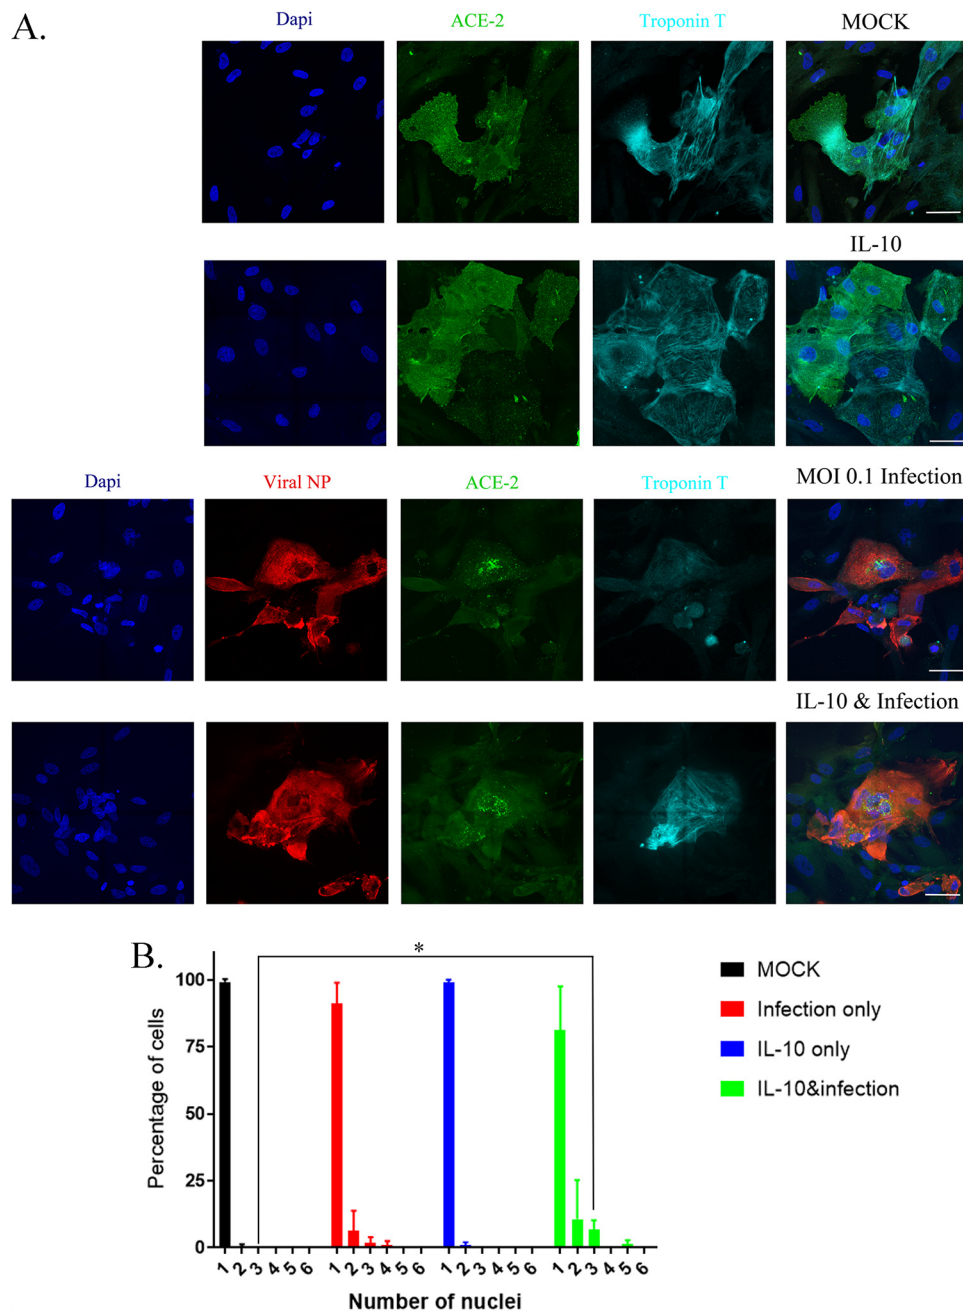 A.
Dapi ACE-2 Troponin T MOCK
IL-10
Dapi Viral NP ACE-2 Troponin T MOI 0.1 Infection
IL-10 & Infection
B.
*
MOCK
Infection only
IL-10 only
IL-10&infection
Percentage of cells
100
75
50
25
0
1 2 3 4 5 6 1 2 3 4 5 6 1 2 3 4 5 6 1 2 3 4 5 6
Number of nuclei